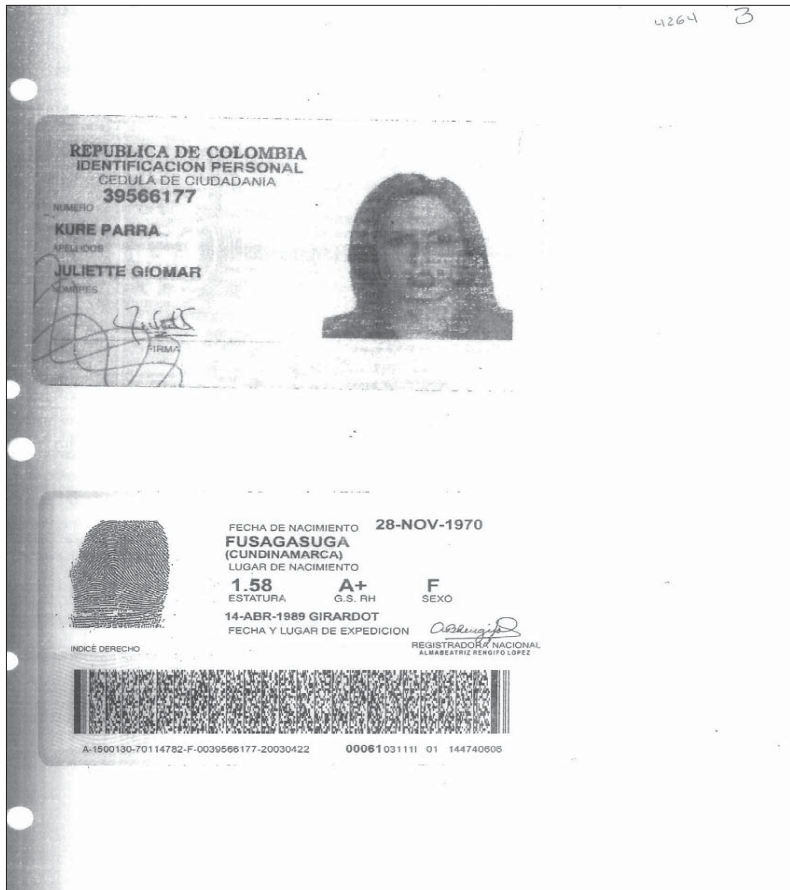 4264 3
REPUBLICA DE COLOMBIA
IDENTIFICACION PERSONAL
CEDULA DE CIUDADANIA
39566177
NUMERO
KURE PARRA
APELLIDOS
JULIETTE GIOMAR
NOMBRES
FIRMA
FECHA DE NACIMIENTO 28-NOV-1970
FUSAGASUGA
(CUNDINAMARCA)
LUGAR DE NACIMIENTO
1.58 A+ F
ESTATURA G.S. RH SEXO
14-ABR-1989 GIRARDOT
FECHA Y LUGAR DE EXPEDICION
INDICE DERECHO
REGISTRADORA NACIONAL
ALMABEATRIZ RENGIFO LOPEZ
A-1500130-70114782-F-0039566177-20030422 00061031111 01 144740606